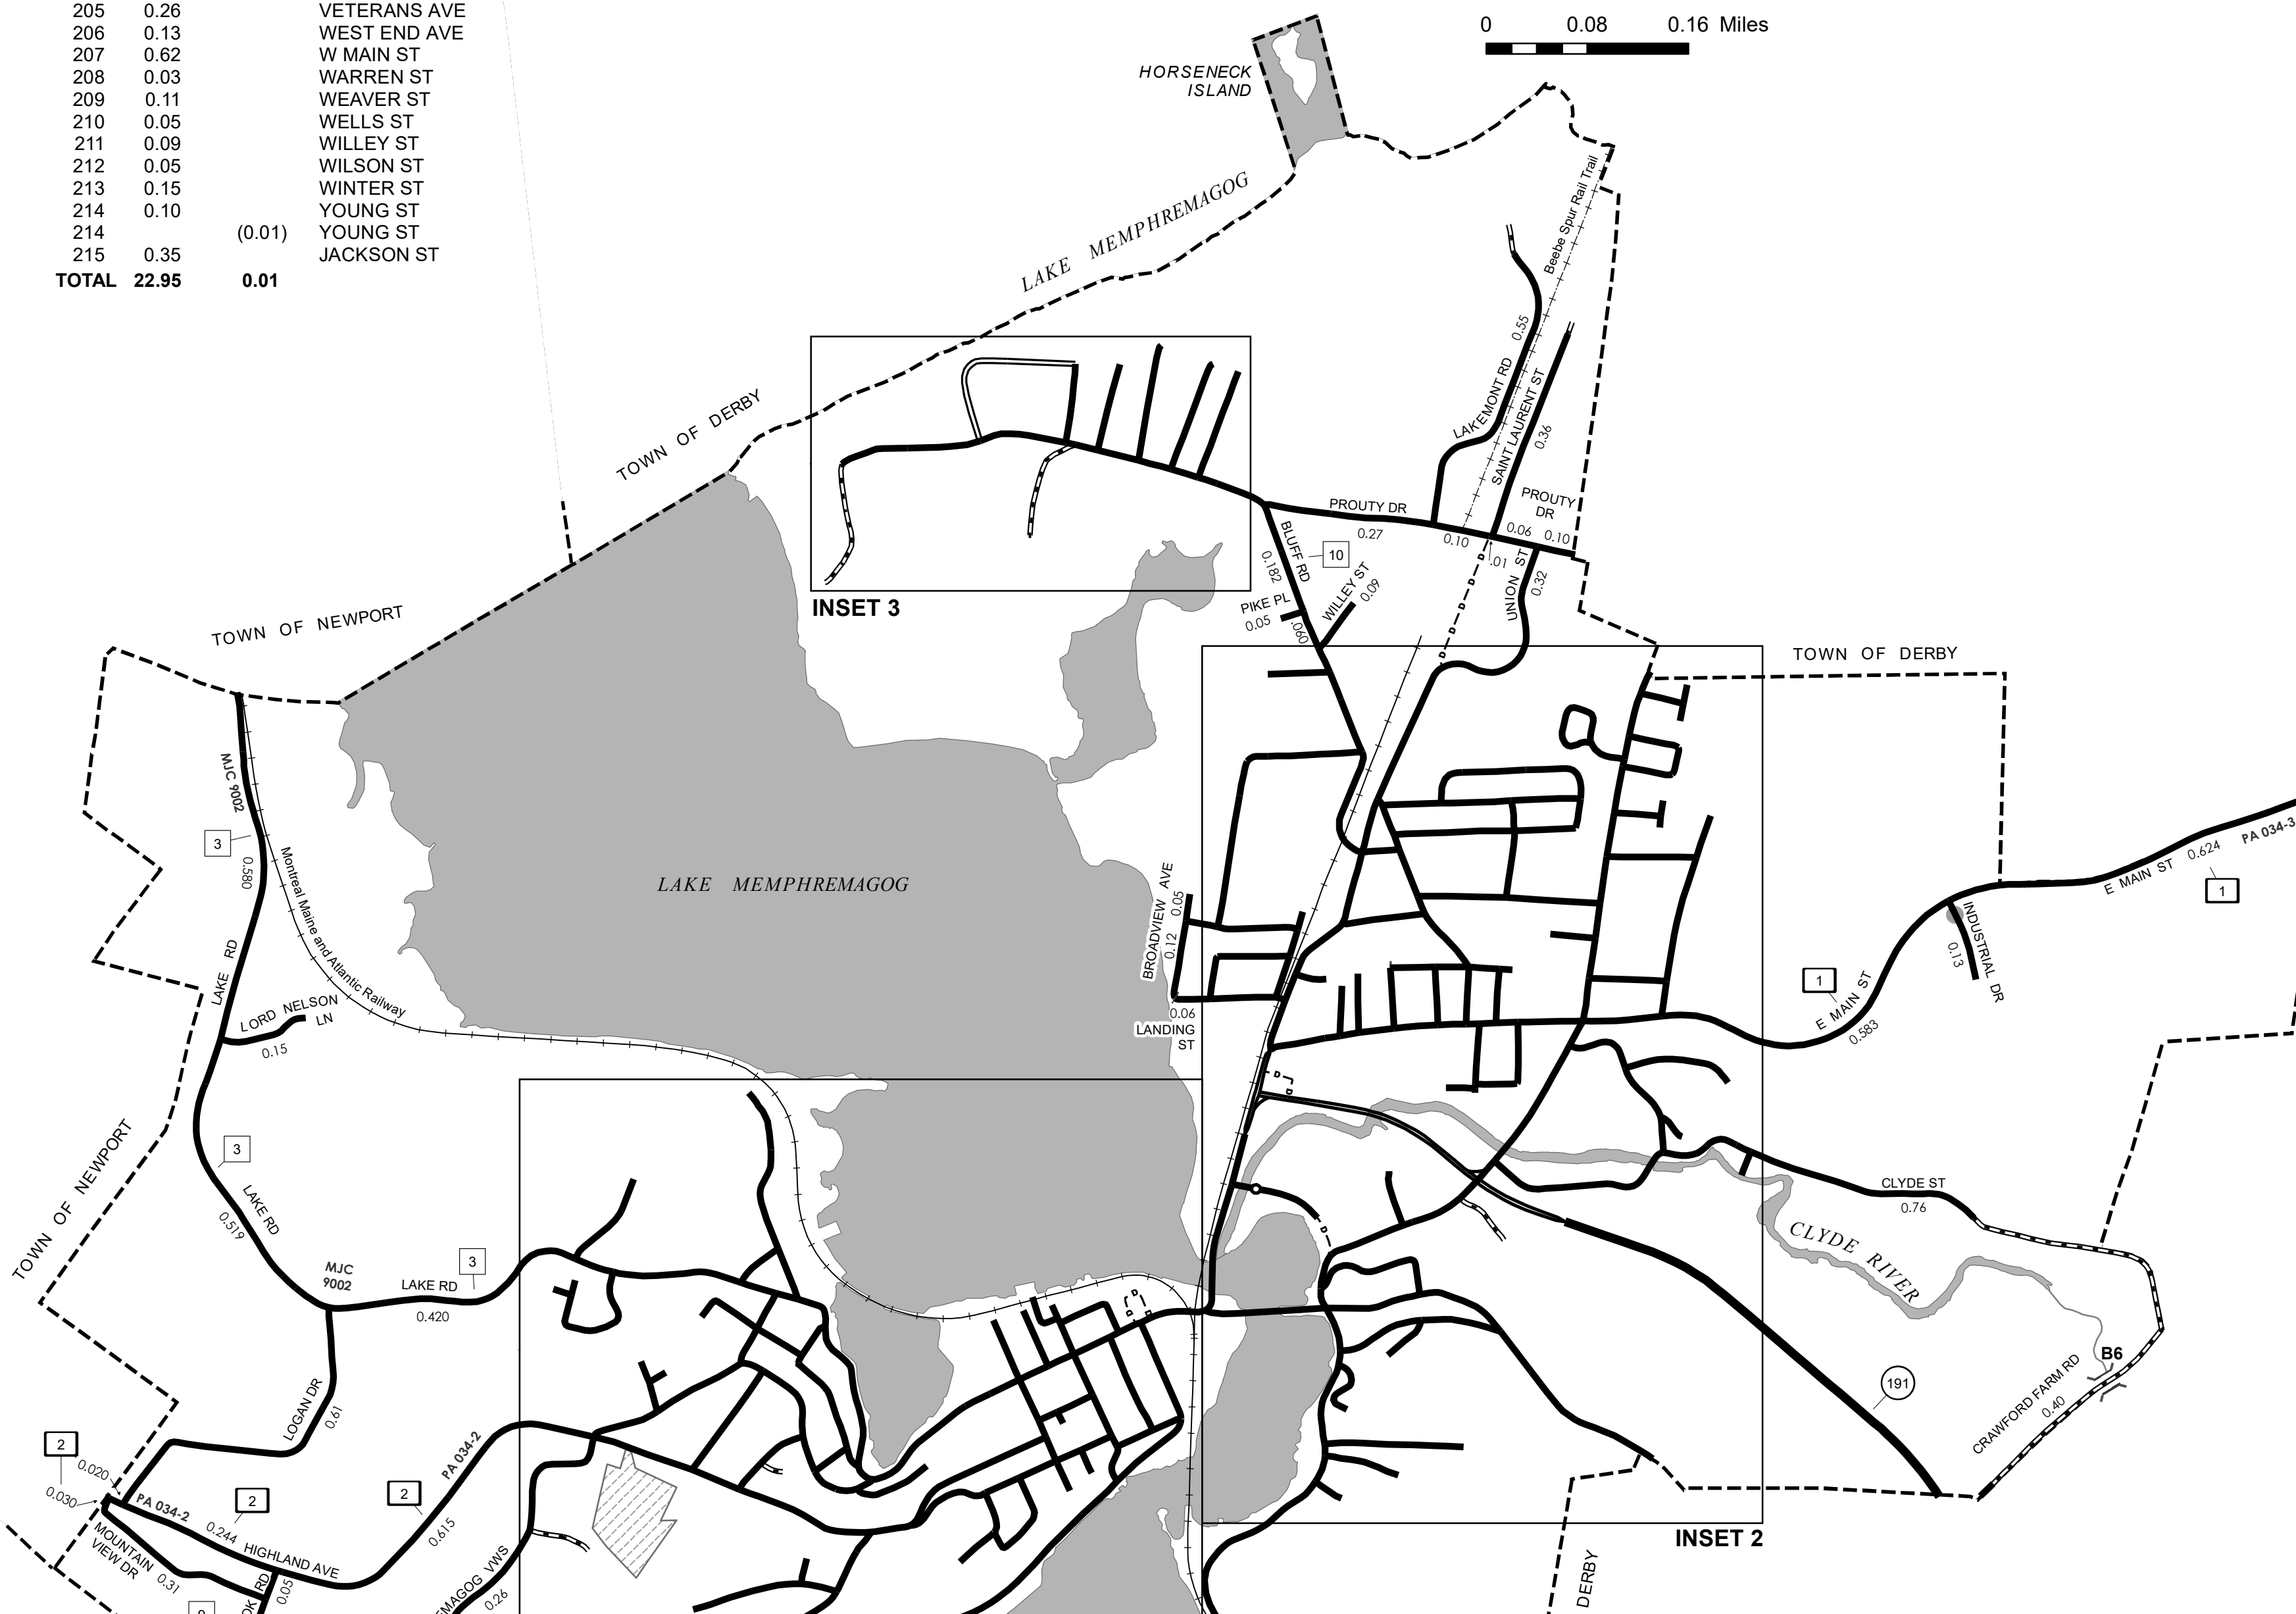 205 0.26 VETERANS AVE
206 0.13 WEST END AVE
207 0.62 W MAIN ST
208 0.03 WARREN ST
209 0.11 WEAVER ST
210 0.05 WELLS ST
211 0.09 WILLEY ST
212 0.05 WILSON ST
213 0.15 WINTER ST
214 0.10 YOUNG ST
214 (0.01) YOUNG ST
215 0.35 JACKSON ST
TOTAL 22.95 0.01
0 0.08 0.16 Miles
HORSENECK
ISLAND
LAKE MEMPHREMAGOG
Beebe Spur Rail Trail
0.55
LAKEMONT RD
SAINT LAURENT ST
0.36
TOWN OF DERBY
PROUTY DR
0.27
0.10
PROUTY
DR
0.06
0.10
.01
D
D
D
D
BLUFF RD
0.182
10
UNION ST
0.32
WILLEY ST
0.09
PIKE PL
0.05
.060
INSET 3
TOWN OF NEWPORT
TOWN OF DERBY
MJC 9002
3
0.580
Montreal Maine and Atlantic Railway
LAKE MEMPHREMAGOG
BROADVIEW AVE
0.05
0.12
0.06
LANDING
ST
E MAIN ST
0.624
PA 034-3
1
INDUSTRIAL DR
0.13
1
E MAIN ST
0.583
LAKE RD
LORD NELSON
LN
0.15
D
D
TOWN OF NEWPORT
3
LAKE RD
0.519
CLYDE ST
0.76
CLYDE RIVER
D
MJC
9002
LAKE RD
3
0.420
D
D
D
LOGAN DR
0.61
191
B6
CRAWFORD FARM RD
0.40
2
0.020
0.030
PA 034-2
2
0.244
HIGHLAND AVE
2
PA 034-2
0.615
MOUNTAIN
VIEW DR
0.31
0.05
OK RD
EMAGOG VWS
0.26
INSET 2
DERBY